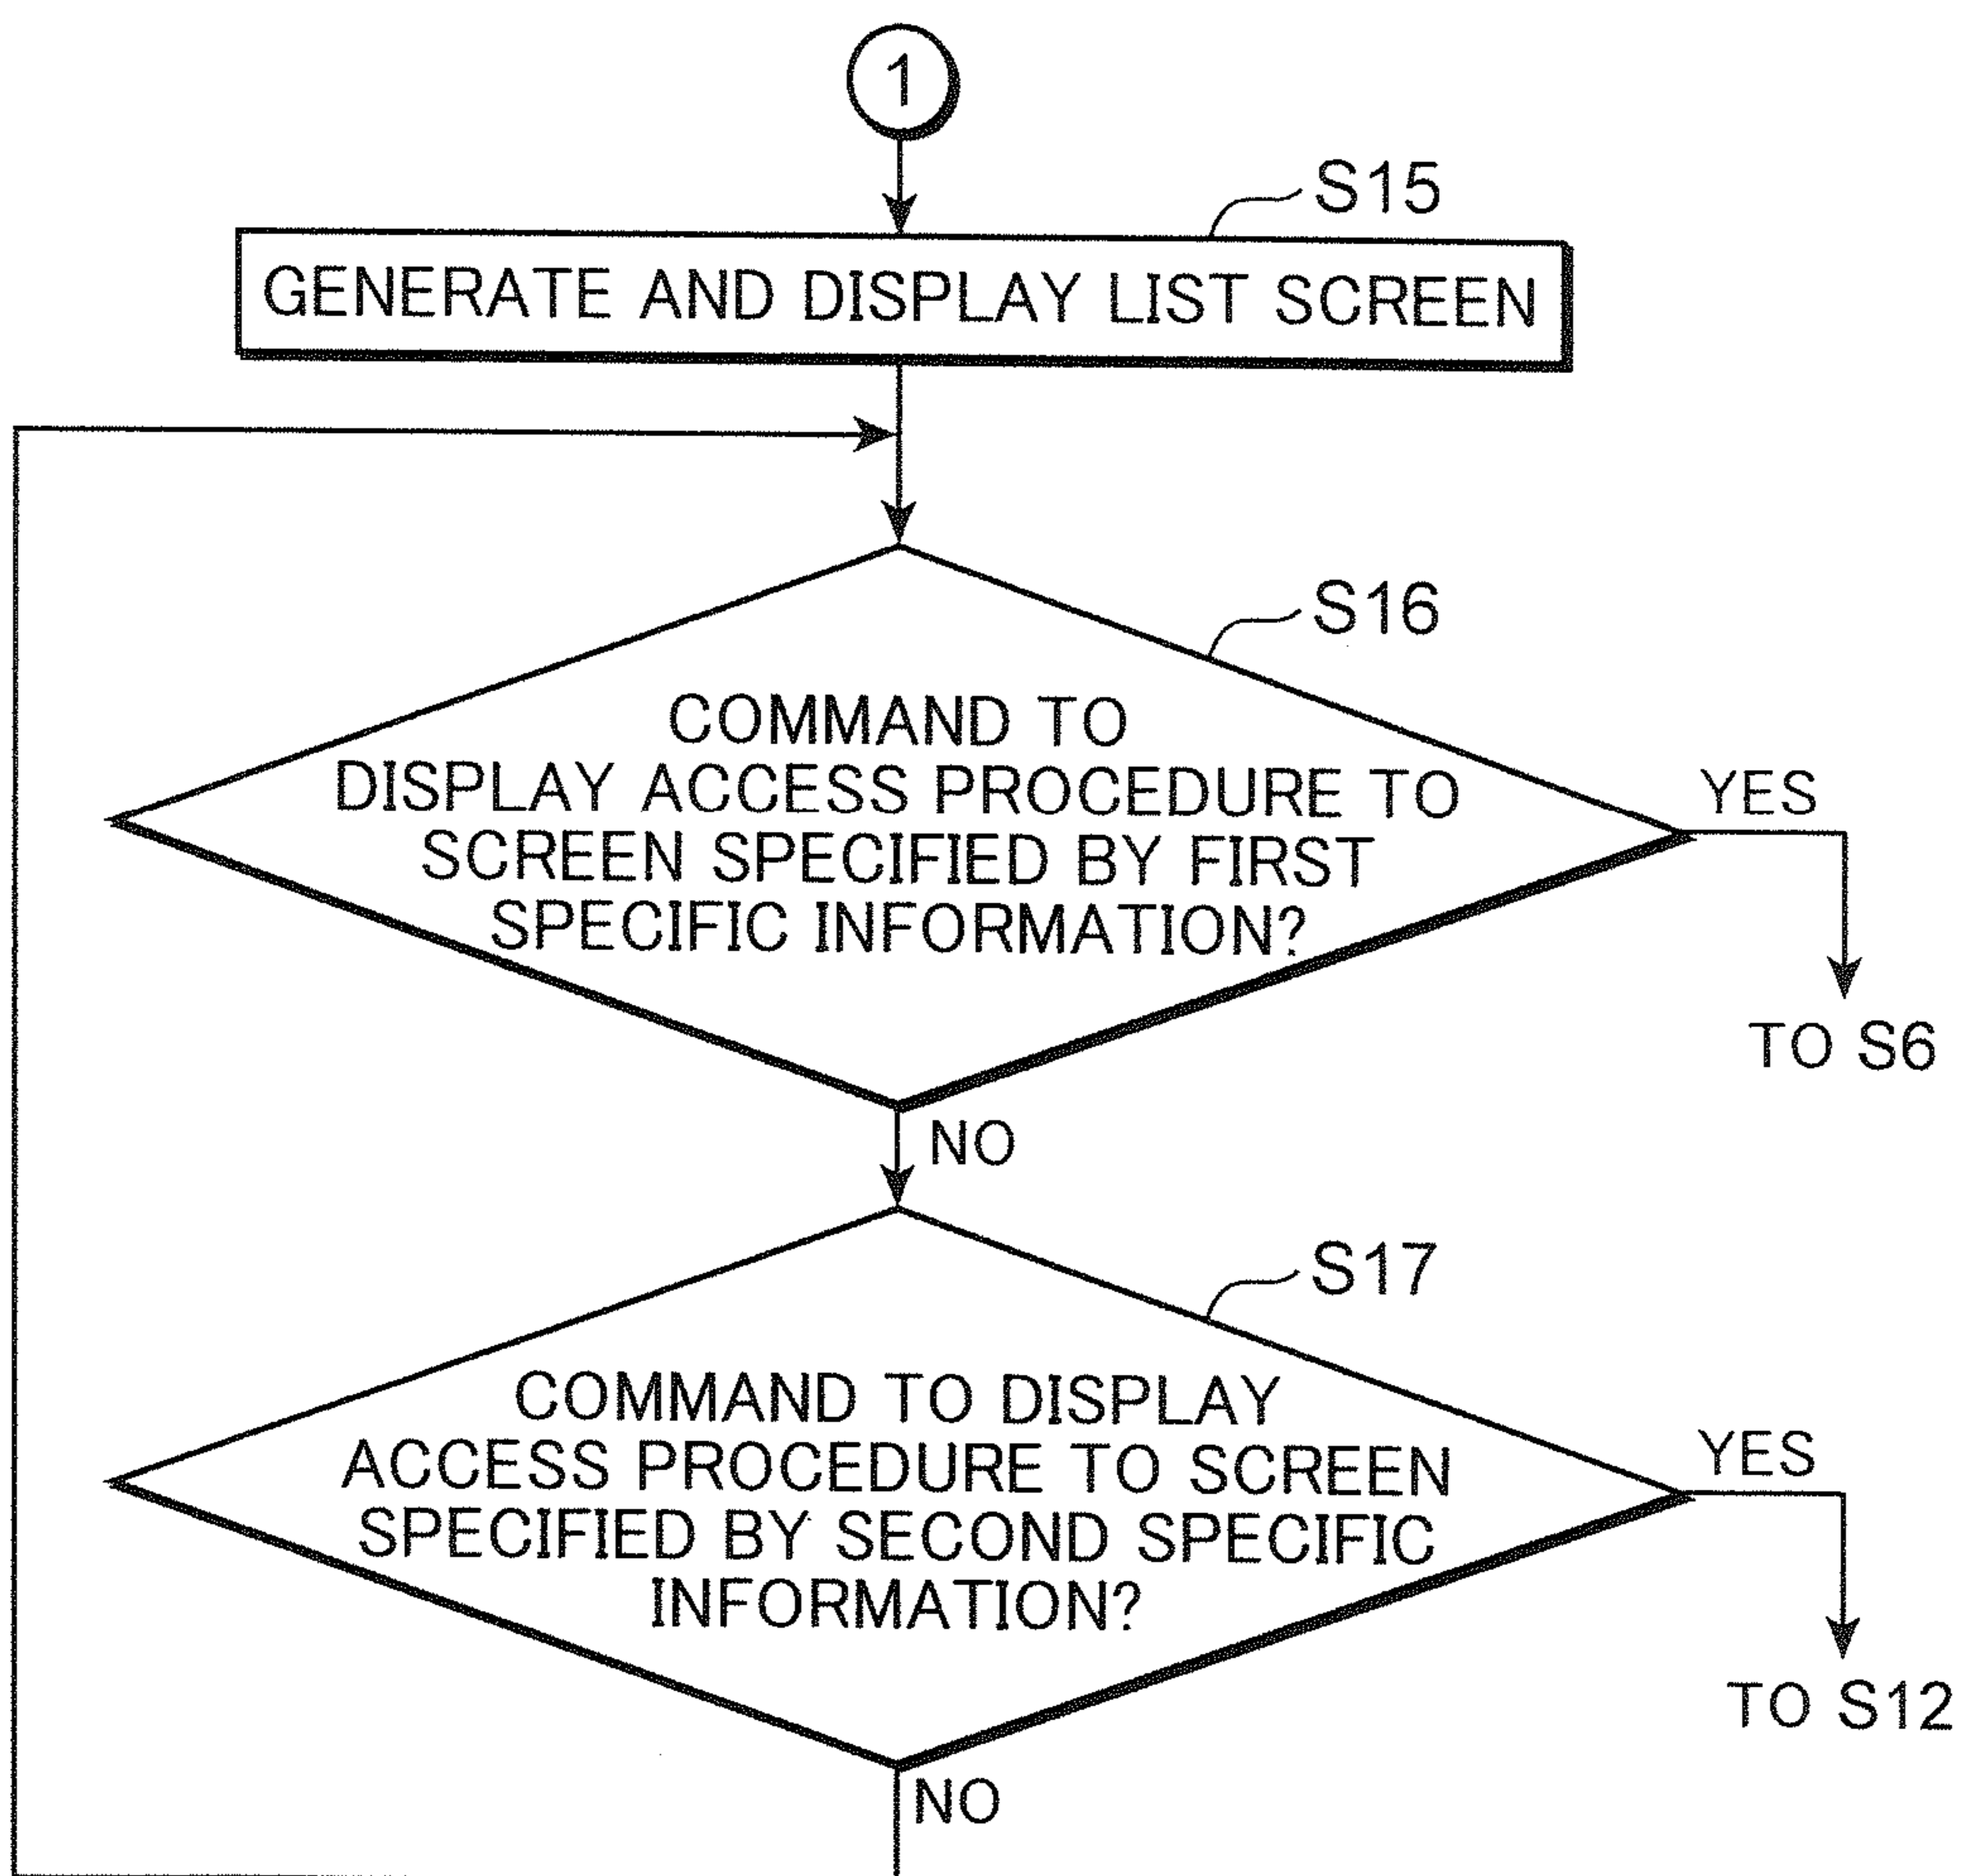 1
S15
GENERATE AND DISPLAY LIST SCREEN
S16
COMMAND TO
DISPLAY ACCESS PROCEDURE TO
SCREEN SPECIFIED BY FIRST
SPECIFIC INFORMATION?
YES
TO S6
NO
S17
COMMAND TO DISPLAY
ACCESS PROCEDURE TO SCREEN
SPECIFIED BY SECOND SPECIFIC
INFORMATION?
YES
TO S12
NO